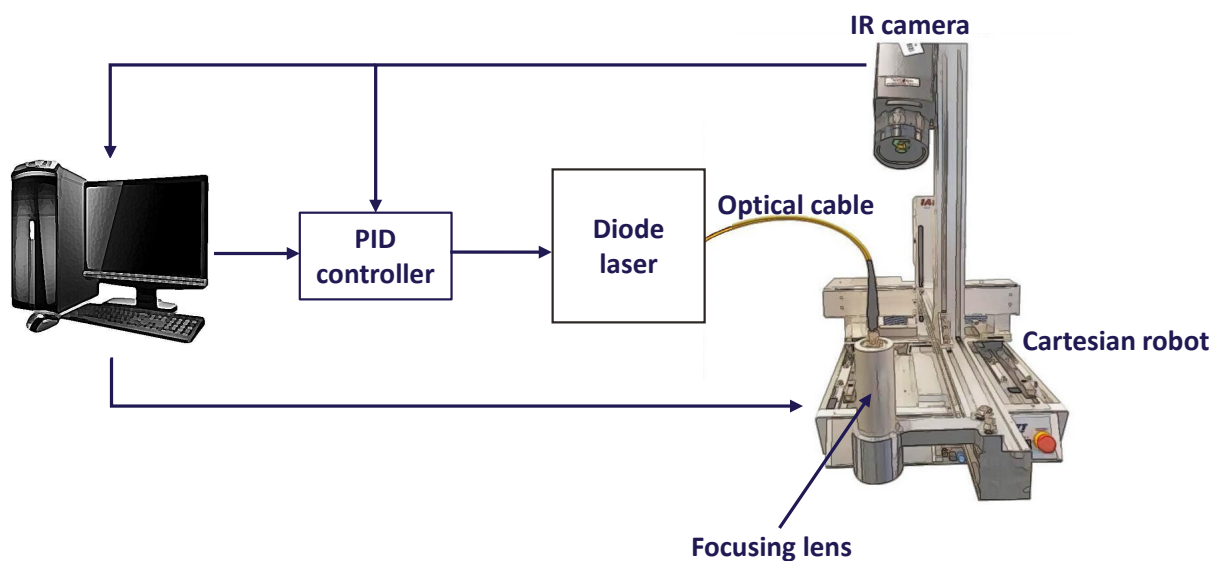 IR camera
Optical cable
Diode
laser
PID
controller
Cartesian robot
Focusing lens